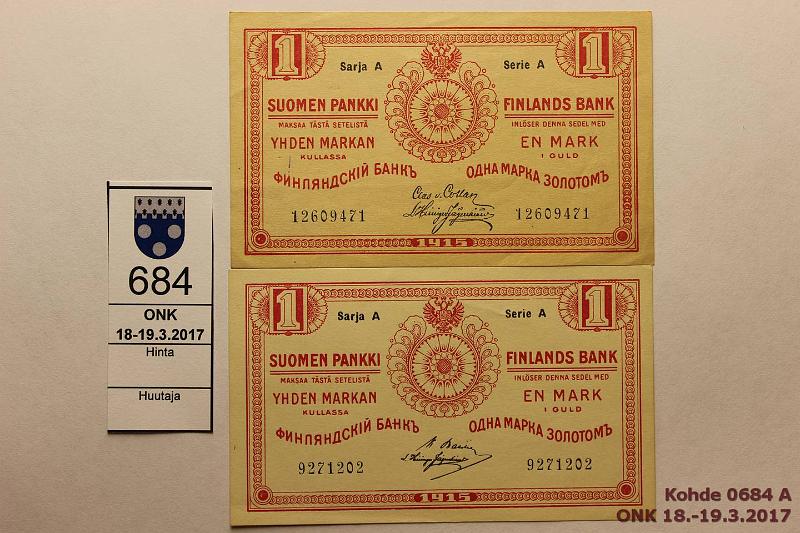 684
ONK
18-19.3.2017
Hinta
Huutaja
1 1
Sarja A Serie A
SUOMEN PANKKI FINLANDS BANK
MAKSAA TÄSTÄ SETELISTÄ INLÖSER DENNA SEDEL MED
YHDEN MARKAN EN MARK
KULLASSA I GULD
ФИНЛЯНДСКІЙ БАНКЪ ОДНА МАРКА ЗОЛОТОМЪ
Clas v. Collan
12609471 12609471
1915
1 1
Sarja A Serie A
SUOMEN PANKKI FINLANDS BANK
MAKSAA TÄSTÄ SETELISTÄ INLÖSER DENNA SEDEL MED
YHDEN MARKAN EN MARK
KULLASSA I GULD
ФИНЛЯНДСКІЙ БАНКЪ ОДНА МАРКА ЗОЛОТОМЪ
9271202 9271202
1915
Kohde 0684 A
ONK 18.-19.3.2017